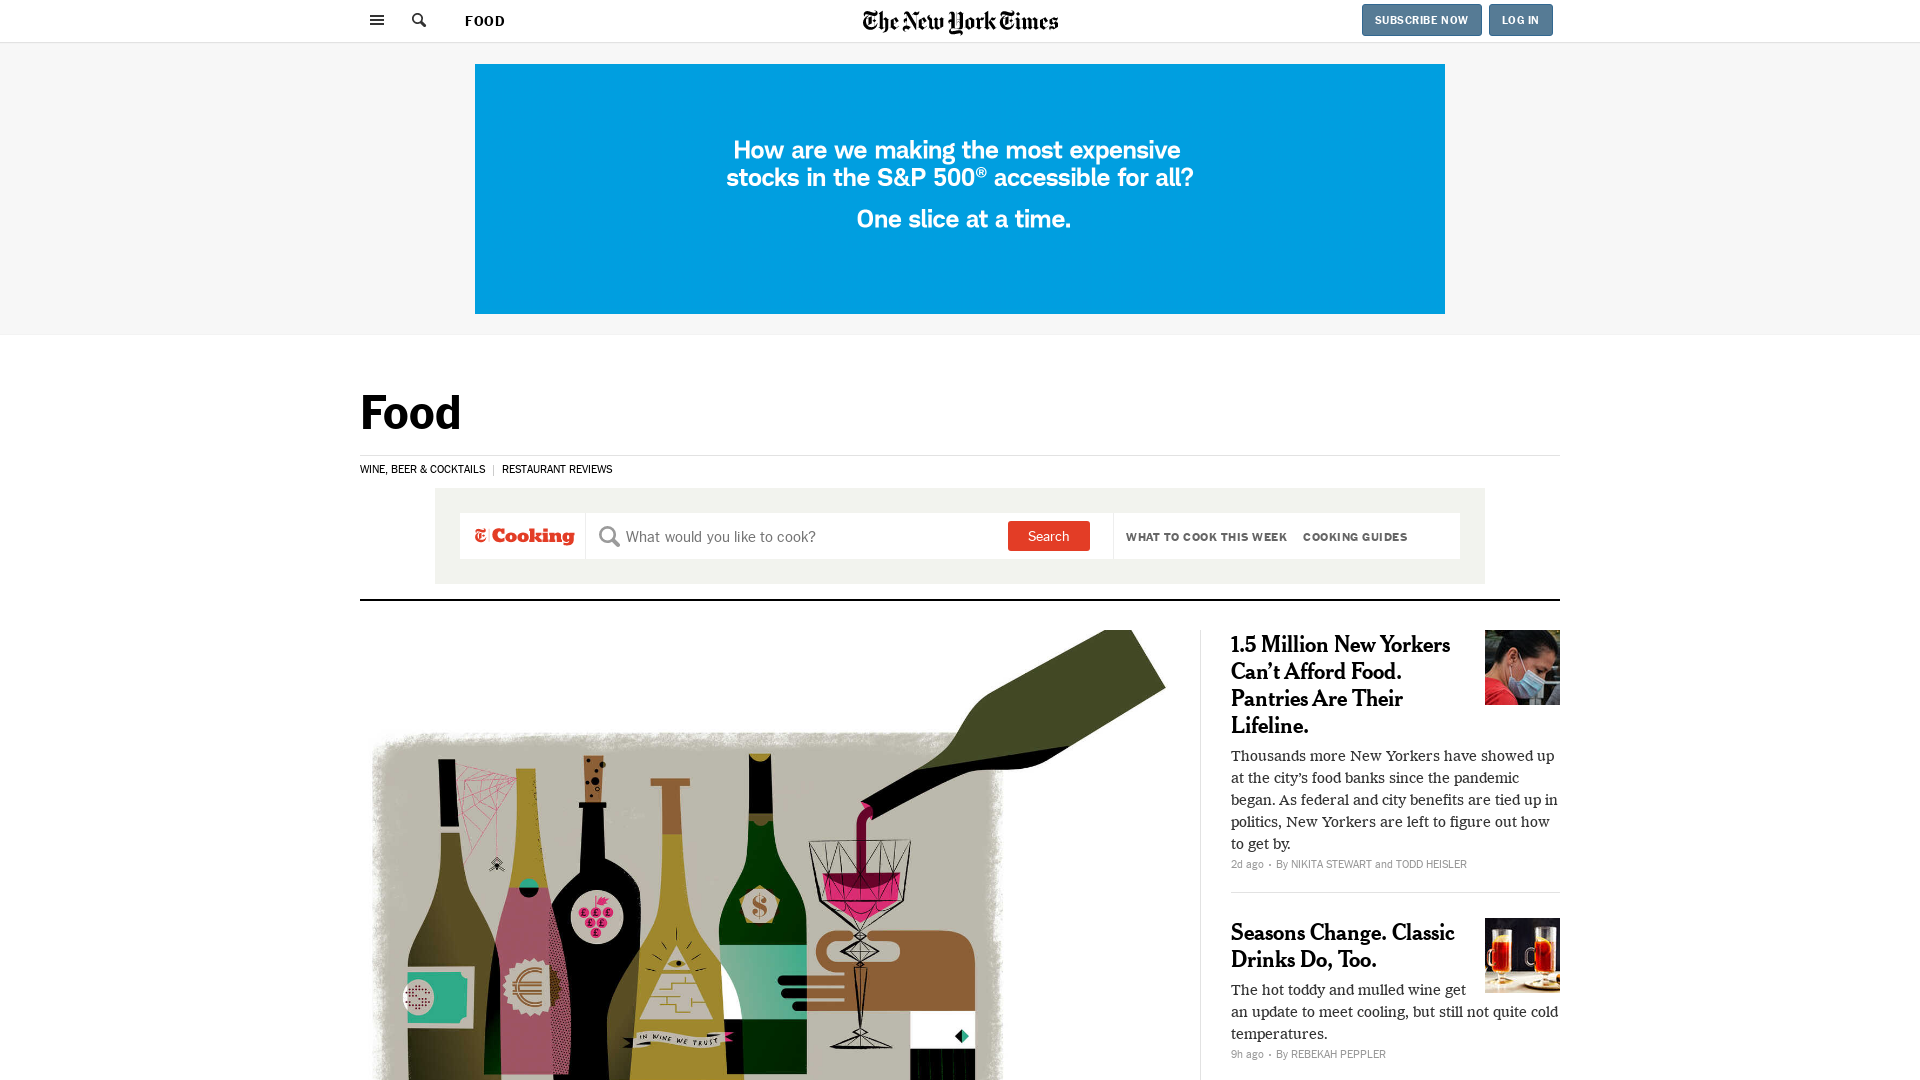 FOOD
The New York Times
SUBSCRIBE NOW
LOG IN
How are we making the most expensive
stocks in the S&P 500® accessible for all?
One slice at a time.
Food
WINE, BEER & COCKTAILS
RESTAURANT REVIEWS
Cooking
What would you like to cook?
Search
WHAT TO COOK THIS WEEK
COOKING GUIDES
$
€
IN WINE WE TRUST
1.5 Million New Yorkers
Can’t Afford Food.
Pantries Are Their
Lifeline.
Thousands more New Yorkers have showed up
at the city’s food banks since the pandemic
began. As federal and city benefits are tied up in
politics, New Yorkers are left to figure out how
to get by.
2d ago · By NIKITA STEWART and TODD HEISLER
Seasons Change. Classic
Drinks Do, Too.
The hot toddy and mulled wine get
an update to meet cooling, but still not quite cold
temperatures.
9h ago · By REBEKAH PEPPLER